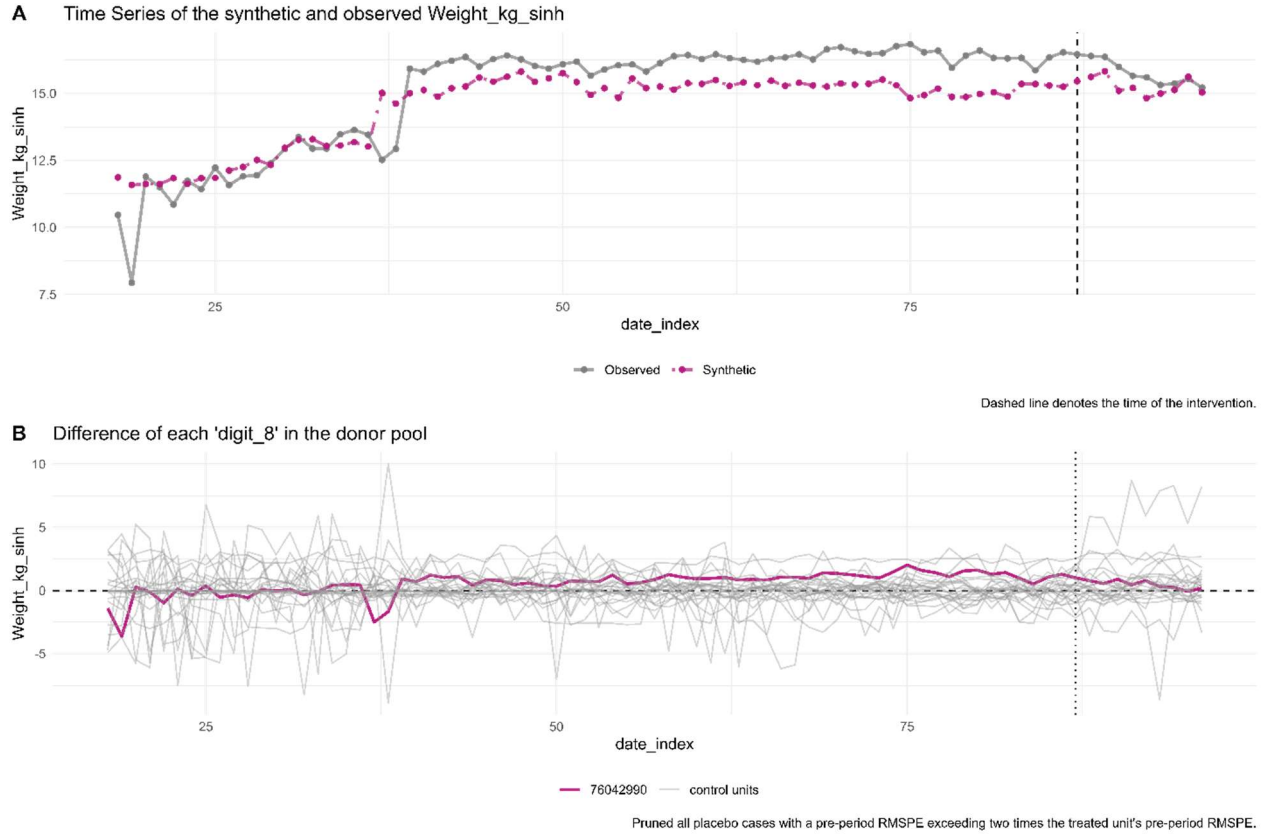 A Time Series of the synthetic and observed Weight_kg_sinh
Weight_kg_sinh
15.0
12.5
10.0
7.5
25 50 75
date_index
Observed Synthetic
Dashed line denotes the time of the intervention.
B Difference of each 'digit_8' in the donor pool
Weight_kg_sinh
10
5
0
-5
25 50 75
date_index
76042990 control units
Pruned all placebo cases with a pre-period RMSPE exceeding two times the treated unit's pre-period RMSPE.